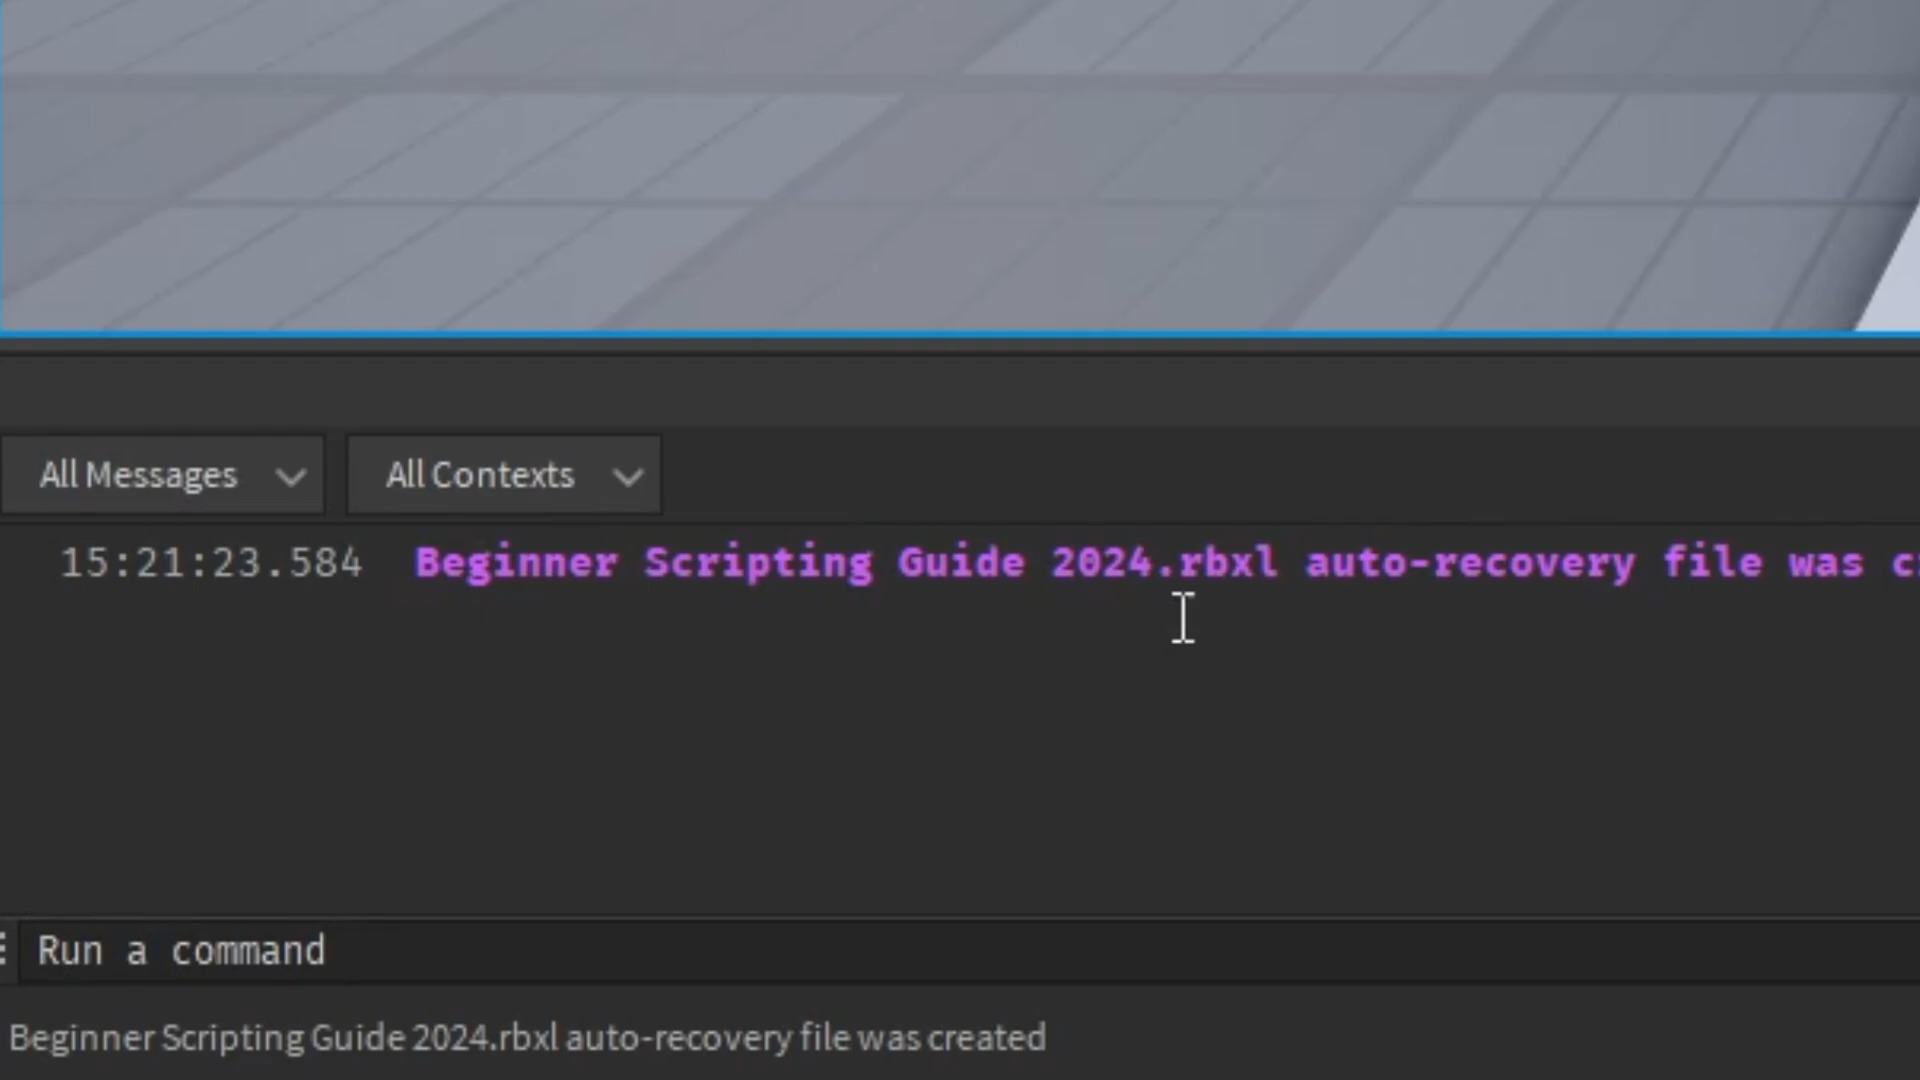 All Messages All Contexts
15:21:23.584 Beginner Scripting Guide 2024.rbxl auto-recovery file was
Run a command
Beginner Scripting Guide 2024.rbxl auto-recovery file was created